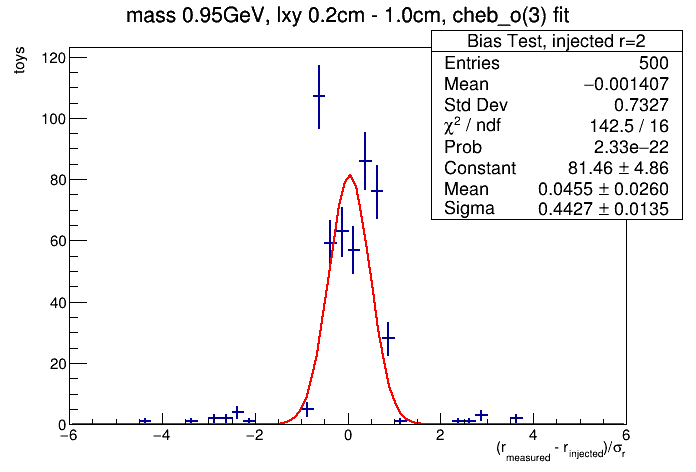 mass 0.95GeV, lxy 0.2cm - 1.0cm, cheb_o(3) fit
Bias Test, injected r=2
Entries 500
Mean −0.001407
Std Dev 0.7327
χ² / ndf 142.5 / 16
Prob 2.33e−22
Constant 81.46 ± 4.86
Mean 0.0455 ± 0.0260
Sigma 0.4427 ± 0.0135
toys
120
100
80
60
40
20
0
−6 −4 −2 0 2 4 6
(r_measured - r_injected)/σ_r